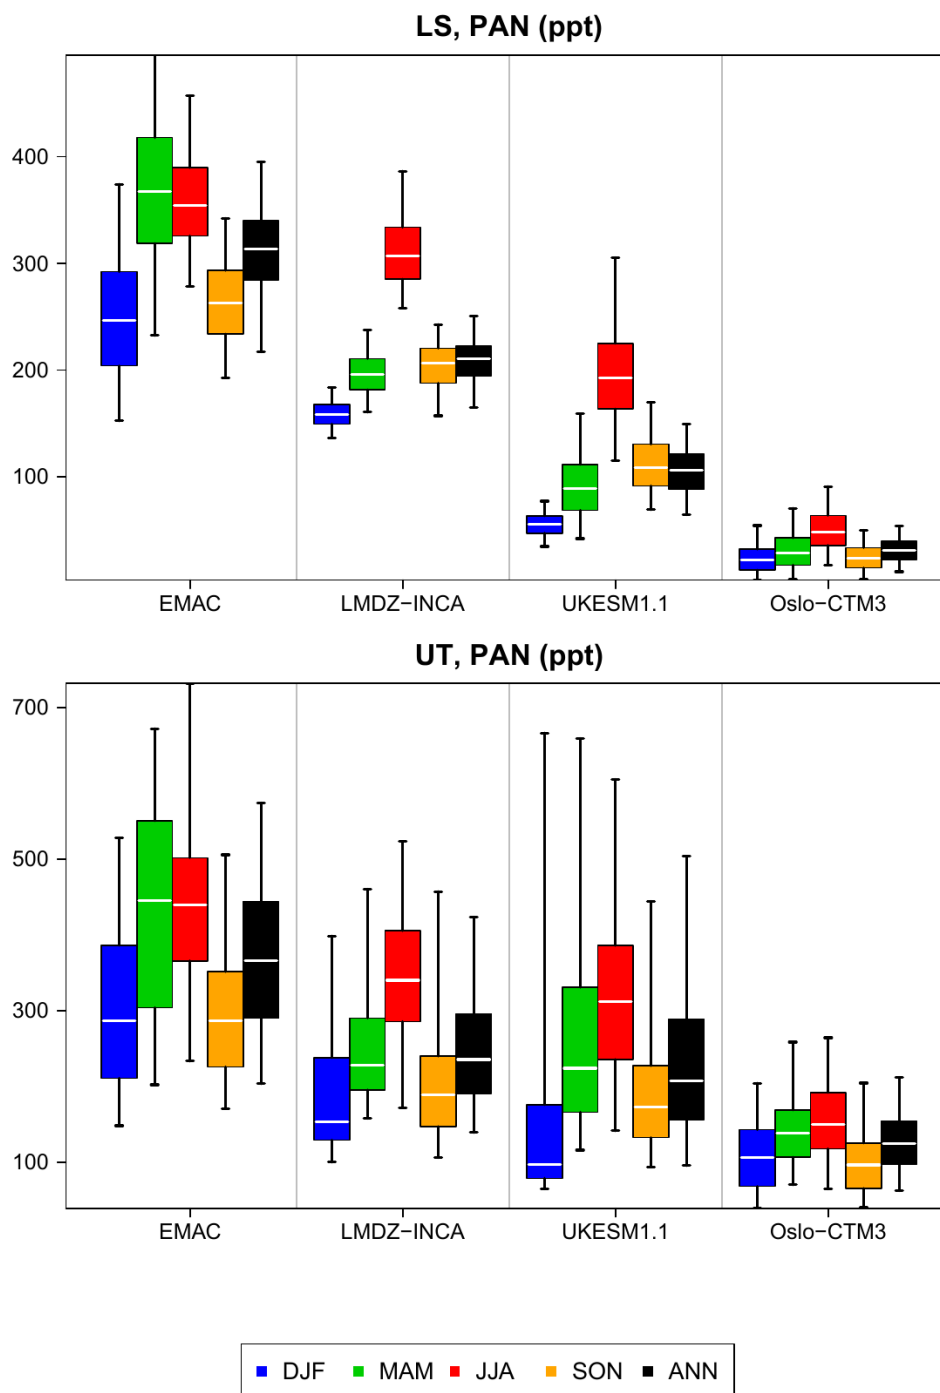 LS, PAN (ppt)
400
300
200
100
EMAC LMDZ−INCA UKESM1.1 Oslo−CTM3
UT, PAN (ppt)
700
500
300
100
EMAC LMDZ−INCA UKESM1.1 Oslo−CTM3
DJF MAM JJA SON ANN